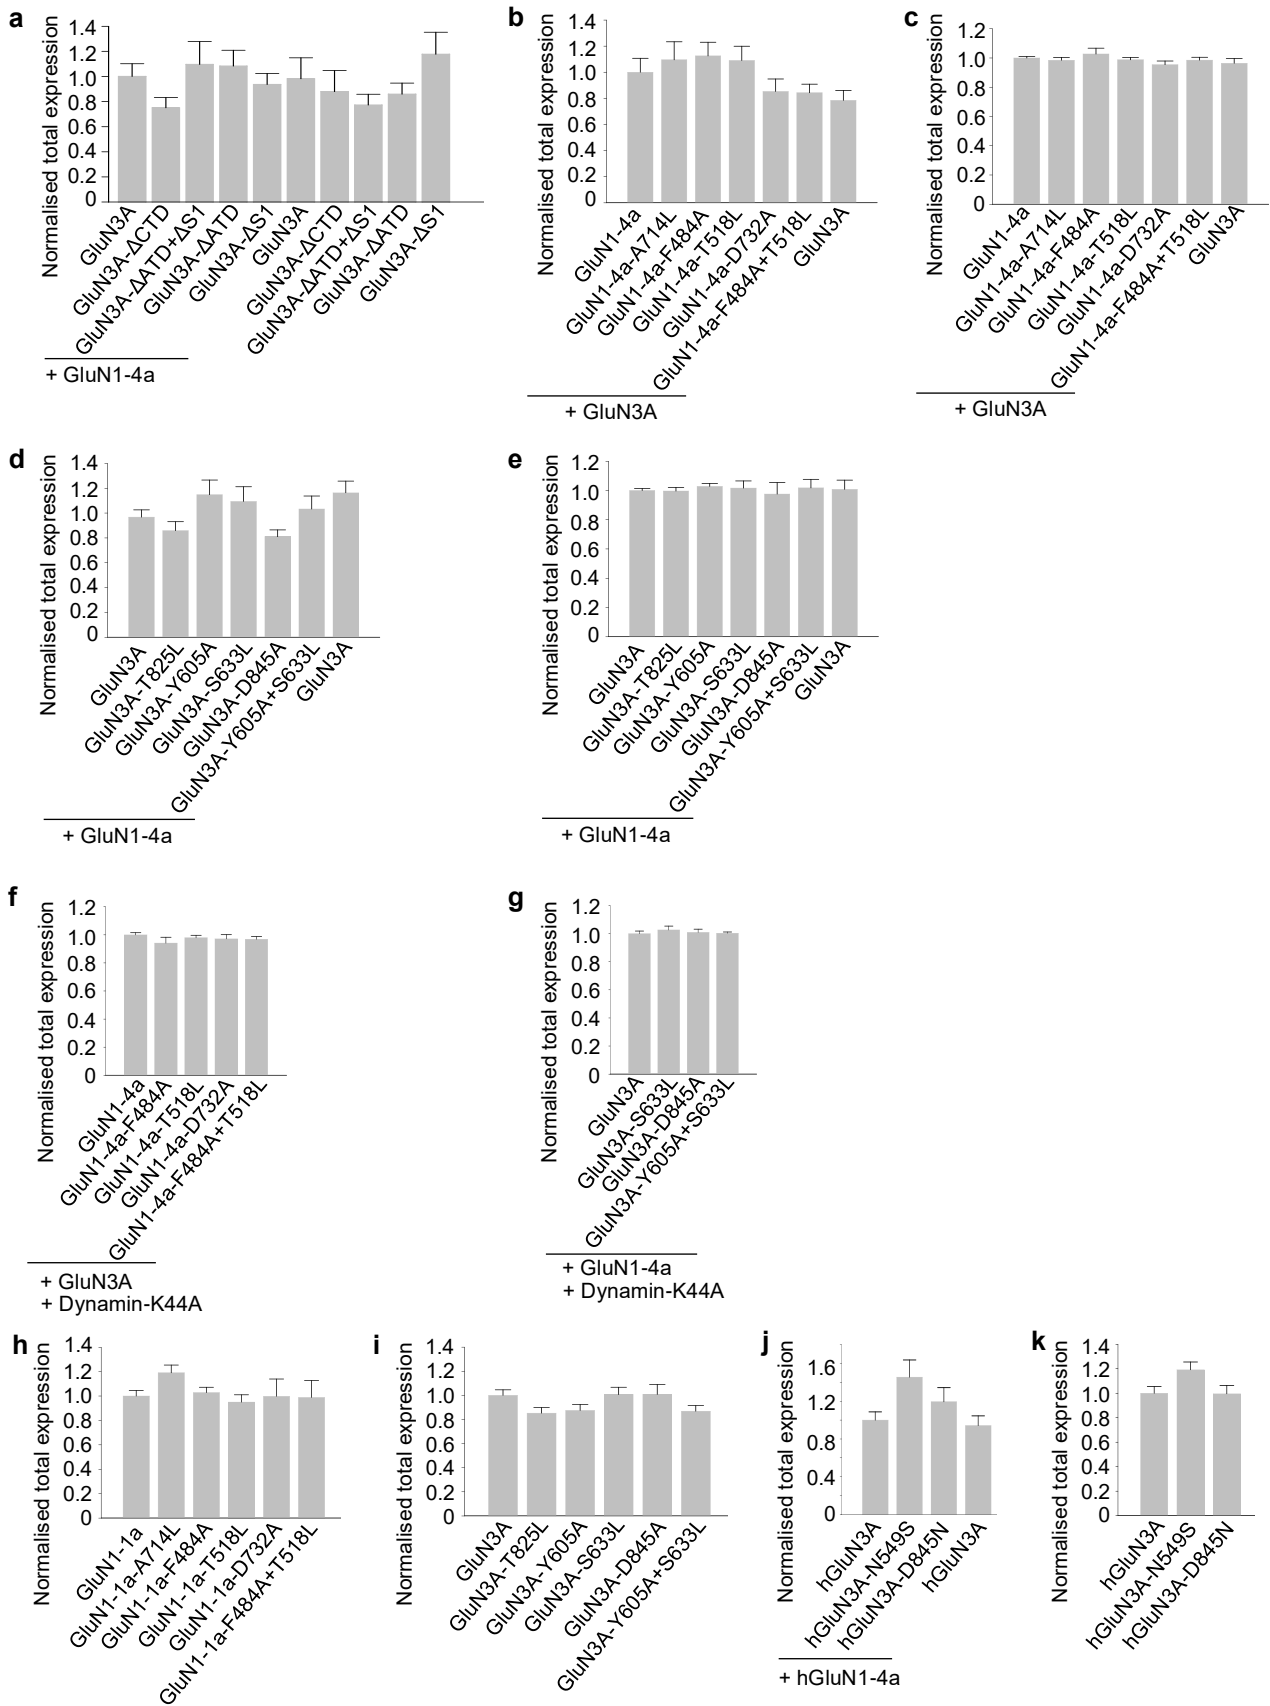 a
Normalised total expression
1.4
1.2
1.0
0.8
0.6
0.4
0.2
0
GluN3A
GluN3A-ΔCTD
GluN3A-ΔATD+ΔS1
GluN3A-ΔATD
GluN3A-ΔS1
GluN3A
GluN3A-ΔCTD
GluN3A-ΔATD+ΔS1
GluN3A-ΔATD
GluN3A-ΔS1
+ GluN1-4a
b
Normalised total expression
1.4
1.2
1.0
0.8
0.6
0.4
0.2
0
GluN1-4a
GluN1-4a-A714L
GluN1-4a-F484A
GluN1-4a-T518L
GluN1-4a-D732A
GluN1-4a-F484A+T518L
GluN3A
+ GluN3A
c
Normalised total expression
1.2
1.0
0.8
0.6
0.4
0.2
0
GluN1-4a
GluN1-4a-A714L
GluN1-4a-F484A
GluN1-4a-T518L
GluN1-4a-D732A
GluN1-4a-F484A+T518L
GluN3A
+ GluN3A
d
Normalised total expression
1.4
1.2
1.0
0.8
0.6
0.4
0.2
0
GluN3A
GluN3A-T825L
GluN3A-Y605A
GluN3A-S633L
GluN3A-D845A
GluN3A-Y605A+S633L
GluN3A
+ GluN1-4a
e
Normalised total expression
1.2
1.0
0.8
0.6
0.4
0.2
0
GluN3A
GluN3A-T825L
GluN3A-Y605A
GluN3A-S633L
GluN3A-D845A
GluN3A-Y605A+S633L
GluN3A
+ GluN1-4a
f
Normalised total expression
1.2
1.0
0.8
0.6
0.4
0.2
0
GluN1-4a
GluN1-4a-F484A
GluN1-4a-T518L
GluN1-4a-D732A
GluN1-4a-F484A+T518L
+ GluN3A
+ Dynamin-K44A
g
Normalised total expression
1.2
1.0
0.8
0.6
0.4
0.2
0
GluN3A
GluN3A-S633L
GluN3A-D845A
GluN3A-Y605A+S633L
+ GluN1-4a
+ Dynamin-K44A
h
Normalised total expression
1.4
1.2
1.0
0.8
0.6
0.4
0.2
0
GluN1-1a
GluN1-1a-A714L
GluN1-1a-F484A
GluN1-1a-T518L
GluN1-1a-D732A
GluN1-1a-F484A+T518L
i
Normalised total expression
1.4
1.2
1.0
0.8
0.6
0.4
0.2
0
GluN3A
GluN3A-T825L
GluN3A-Y605A
GluN3A-S633L
GluN3A-D845A
GluN3A-Y605A+S633L
j
Normalised total expression
1.6
1.2
0.8
0.4
0
hGluN3A
hGluN3A-N549S
hGluN3A-D845N
hGluN3A
+ hGluN1-4a
k
Normalised total expression
1.4
1.2
1.0
0.8
0.6
0.4
0.2
0
hGluN3A
hGluN3A-N549S
hGluN3A-D845N